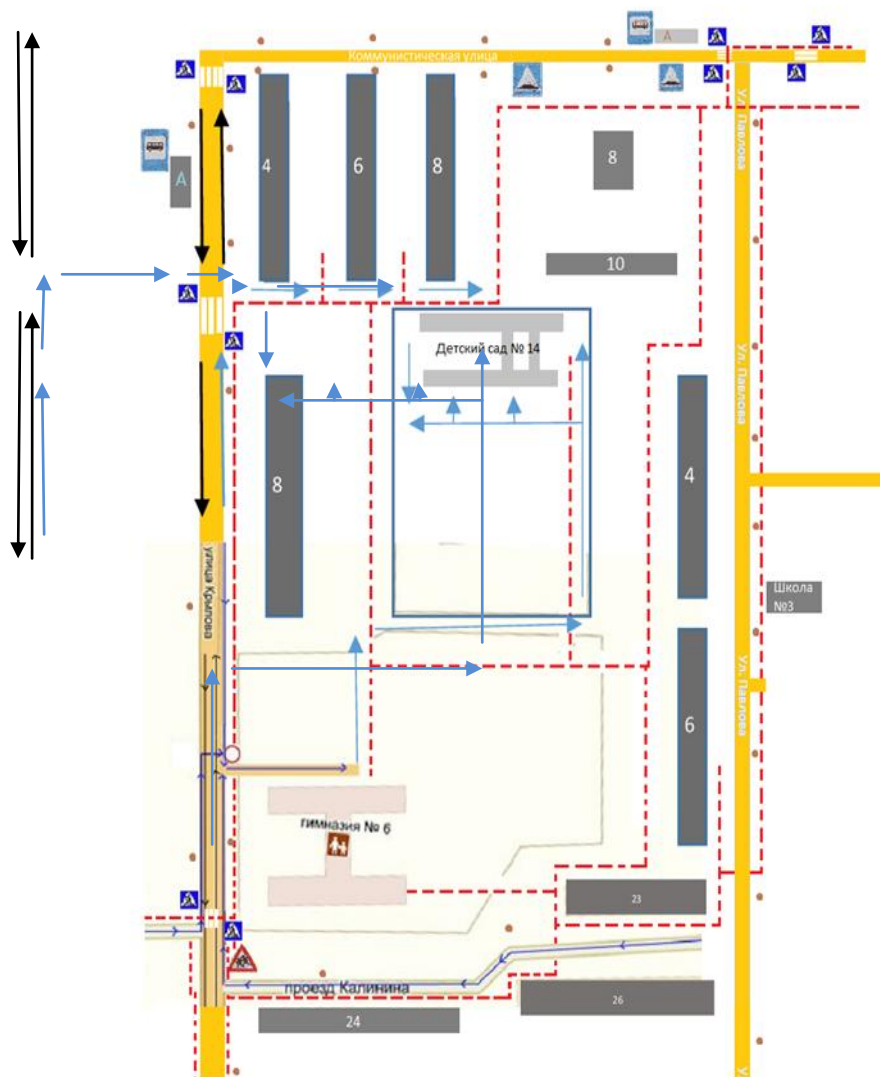 А
Коммунистическая улица
Ул. Павлова
4
6
8
8
А
10
Детский сад № 14
Ул. Павлова
8
4
улица Крылова
Школа
№3
Ул. Павлова
6
гимназия № 6
23
проезд Калинина
26
24
У